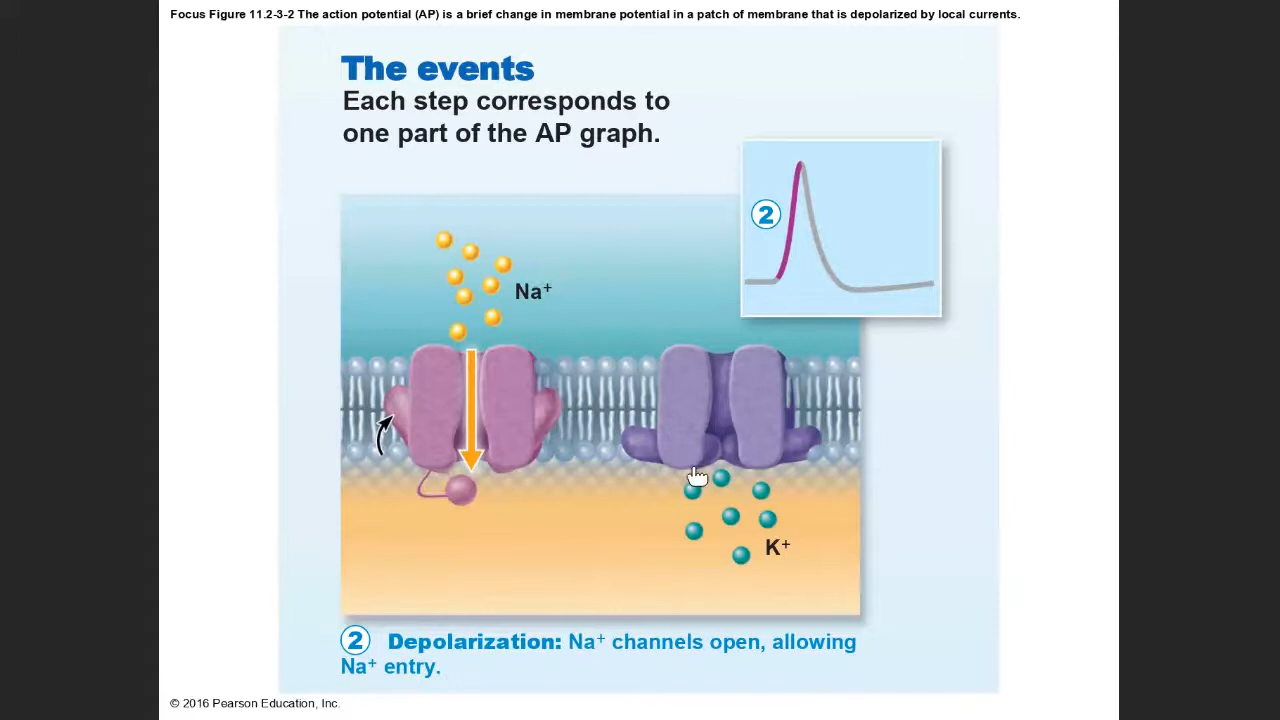 Focus Figure 11.2-3-2 The action potential (AP) is a brief change in membrane potential in a patch of membrane that is depolarized by local currents.
The events
Each step corresponds to
one part of the AP graph.
2
Na⁺
K⁺
2 Depolarization: Na⁺ channels open, allowing
Na⁺ entry.
© 2016 Pearson Education, Inc.